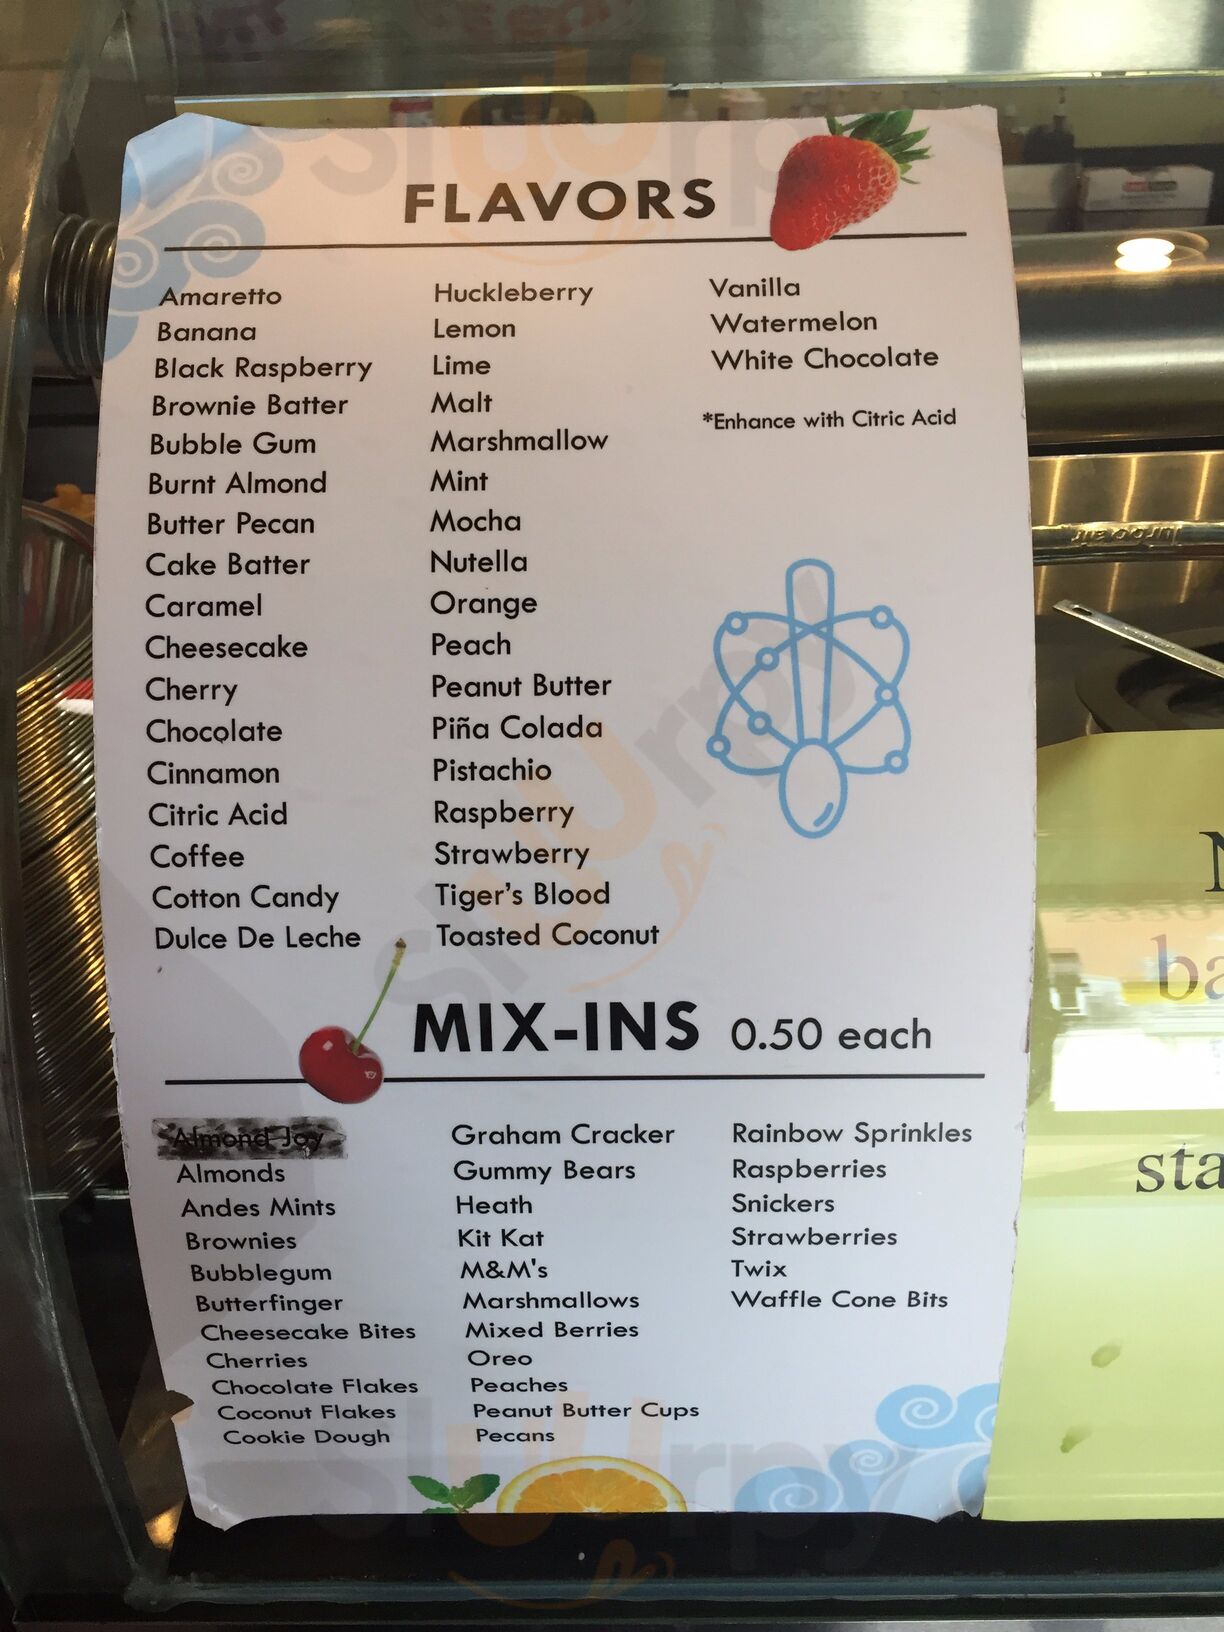 FLAVORS
Amaretto
Banana
Black Raspberry
Brownie Batter
Bubble Gum
Burnt Almond
Butter Pecan
Cake Batter
Caramel
Cheesecake
Cherry
Chocolate
Cinnamon
Citric Acid
Coffee
Cotton Candy
Dulce De Leche
Huckleberry
Lemon
Lime
Malt
Marshmallow
Mint
Mocha
Nutella
Orange
Peach
Peanut Butter
Piña Colada
Pistachio
Raspberry
Strawberry
Tiger's Blood
Toasted Coconut
Vanilla
Watermelon
White Chocolate
*Enhance with Citric Acid
MIX-INS 0.50 each
Almond Joy
Almonds
Andes Mints
Brownies
Bubblegum
Butterfinger
Cheesecake Bites
Cherries
Chocolate Flakes
Coconut Flakes
Cookie Dough
Graham Cracker
Gummy Bears
Heath
Kit Kat
M&M's
Marshmallows
Mixed Berries
Oreo
Peaches
Peanut Butter Cups
Pecans
Rainbow Sprinkles
Raspberries
Snickers
Strawberries
Twix
Waffle Cone Bits
N
ba
sta
slUUrpy
slUUrpy
slUUrpy